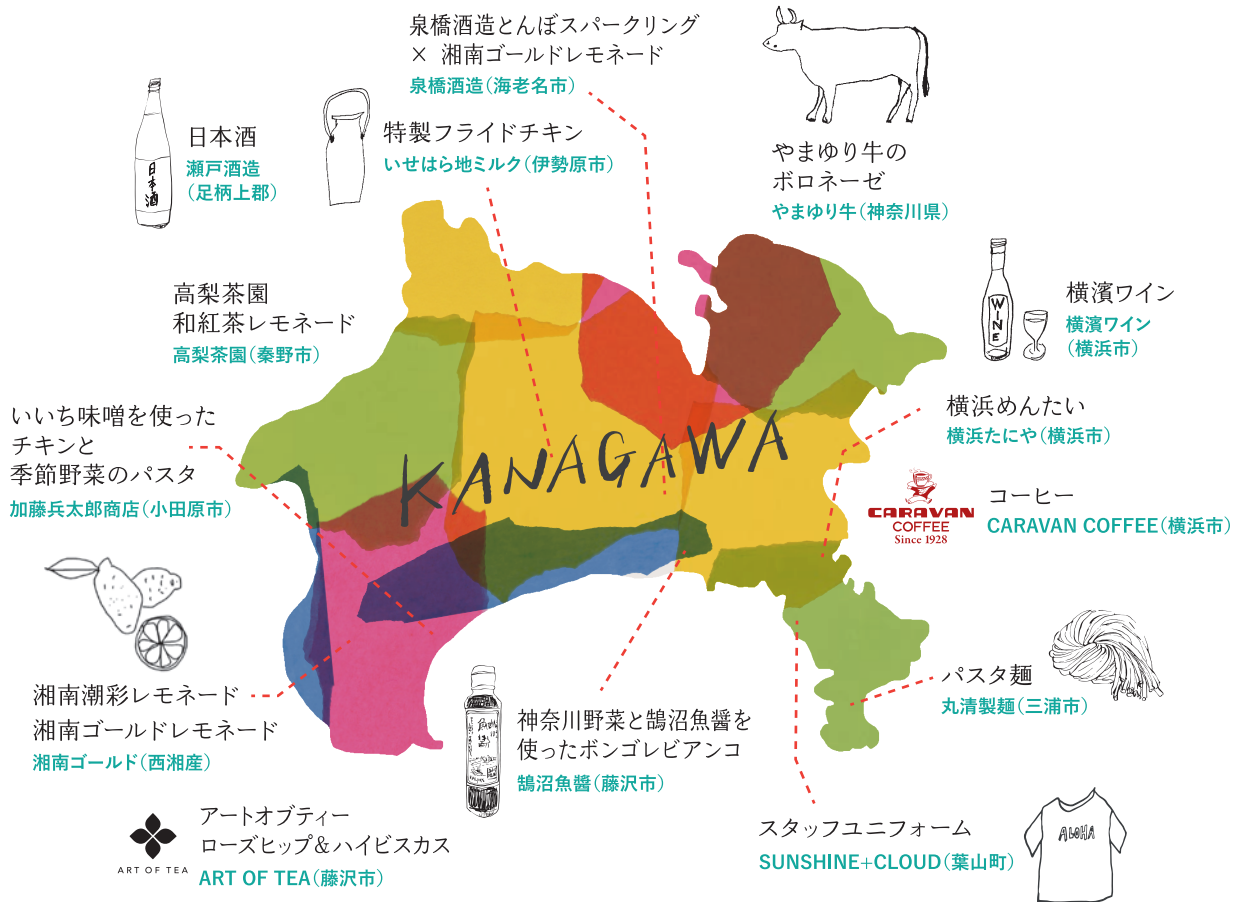 泉橋酒造とんぼスパークリング
× 湘南ゴールドレモネード
泉橋酒造(海老名市)
日本酒
日本酒
瀬戸酒造
(足柄上郡)
特製フライドチキン
いせはら地ミルク(伊勢原市)
やまゆり牛の
ボロネーゼ
やまゆり牛(神奈川県)
高梨茶園
和紅茶レモネード
高梨茶園(秦野市)
WINE
横濱ワイン
横濱ワイン
(横浜市)
いいち味噌を使った
チキンと
季節野菜のパスタ
加藤兵太郎商店(小田原市)
KANAGAWA
横浜めんたい
横浜たにや(横浜市)
CARAVAN
COFFEE
Since 1928
コーヒー
CARAVAN COFFEE(横浜市)
湘南潮彩レモネード
湘南ゴールドレモネード
湘南ゴールド(西湘産)
パスタ麺
丸清製麺(三浦市)
神奈川野菜と鵠沼魚醤を
使ったボンゴレビアンコ
鵠沼魚醬(藤沢市)
ART OF TEA
アートオブティー
ローズヒップ&ハイビスカス
ART OF TEA(藤沢市)
スタッフユニフォーム
SUNSHINE+CLOUD(葉山町)
ALOHA